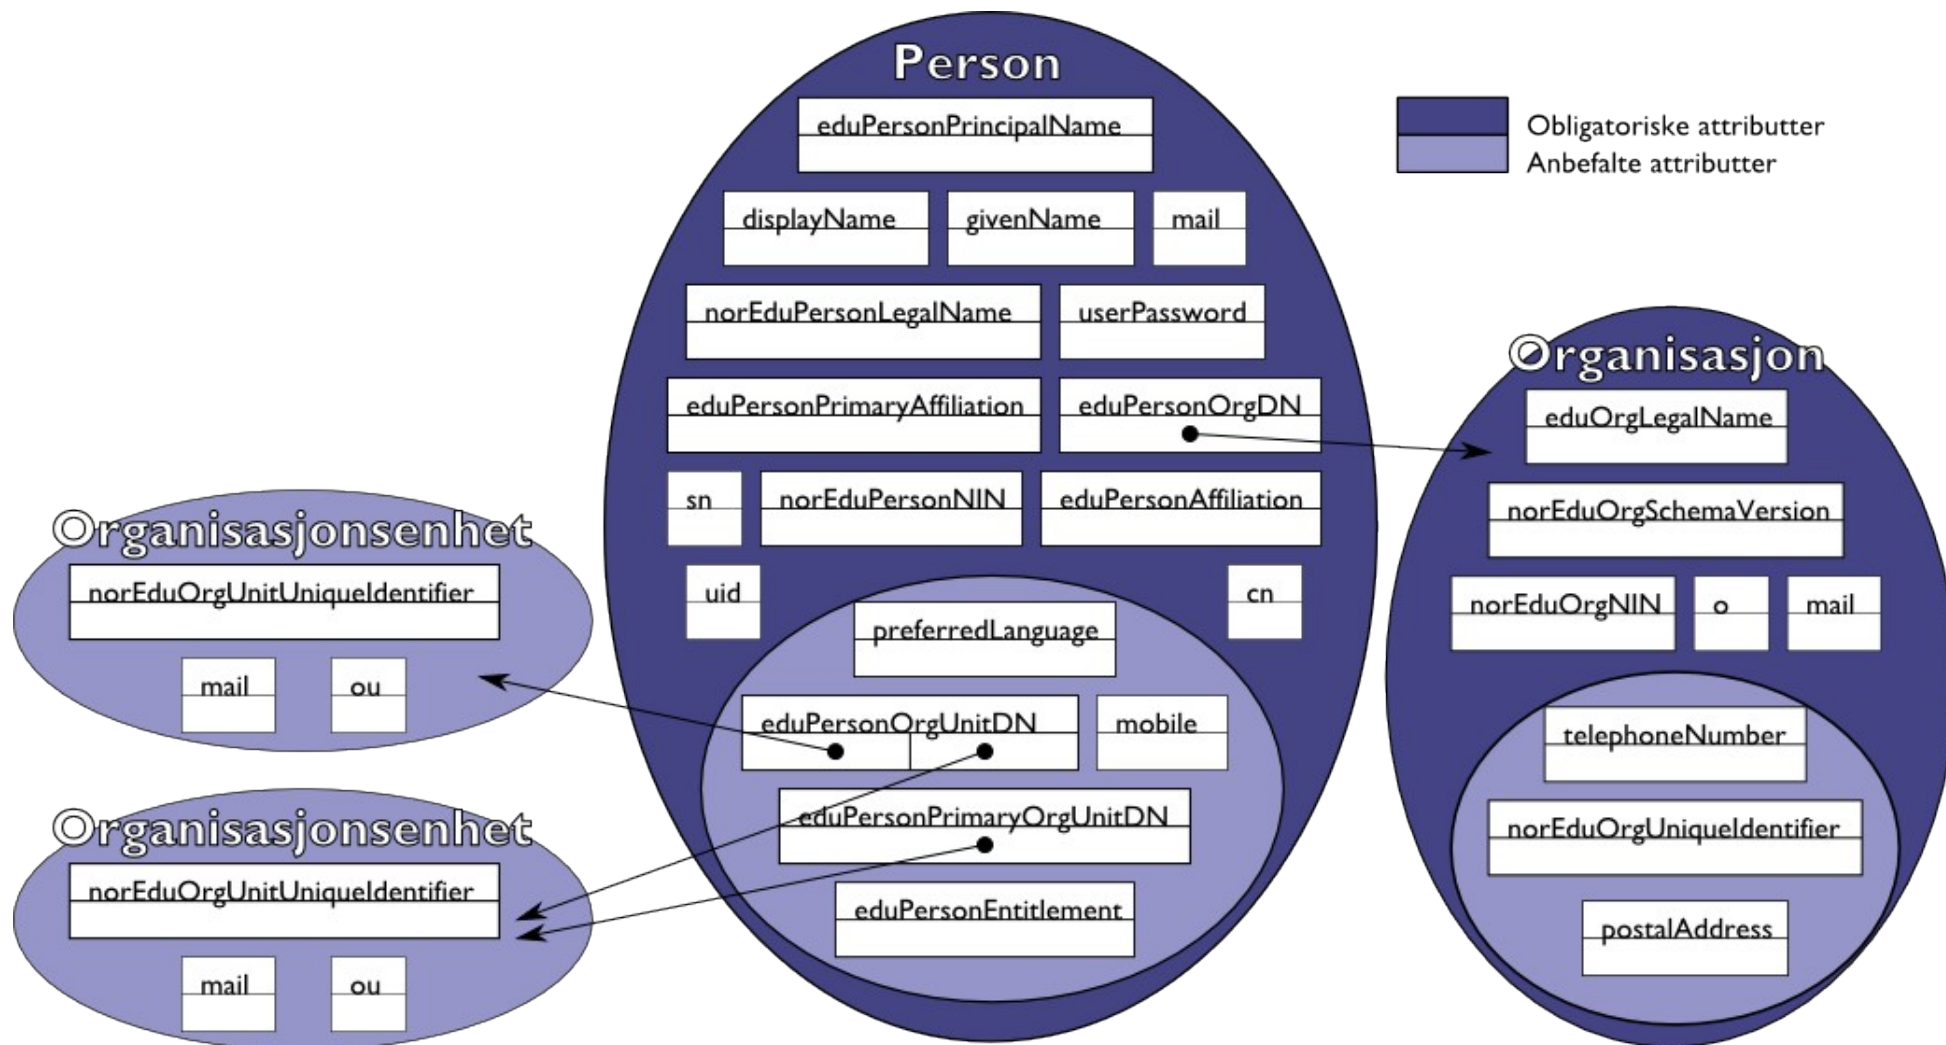 Person
eduPersonPrincipalName
displayName givenName mail
norEduPersonLegalName userPassword
eduPersonPrimaryAffiliation eduPersonOrgDN
sn norEduPersonNIN eduPersonAffiliation
uid cn
preferredLanguage
eduPersonOrgUnitDN mobile
eduPersonPrimaryOrgUnitDN
eduPersonEntitlement
Obligatoriske attributter
Anbefalte attributter
Organisasjon
eduOrgLegalName
norEduOrgSchemaVersion
norEduOrgNIN o mail
telephoneNumber
norEduOrgUniqueIdentifier
postalAddress
Organisasjonsenhet
norEduOrgUnitUniqueIdentifier
mail ou
Organisasjonsenhet
norEduOrgUnitUniqueIdentifier
mail ou